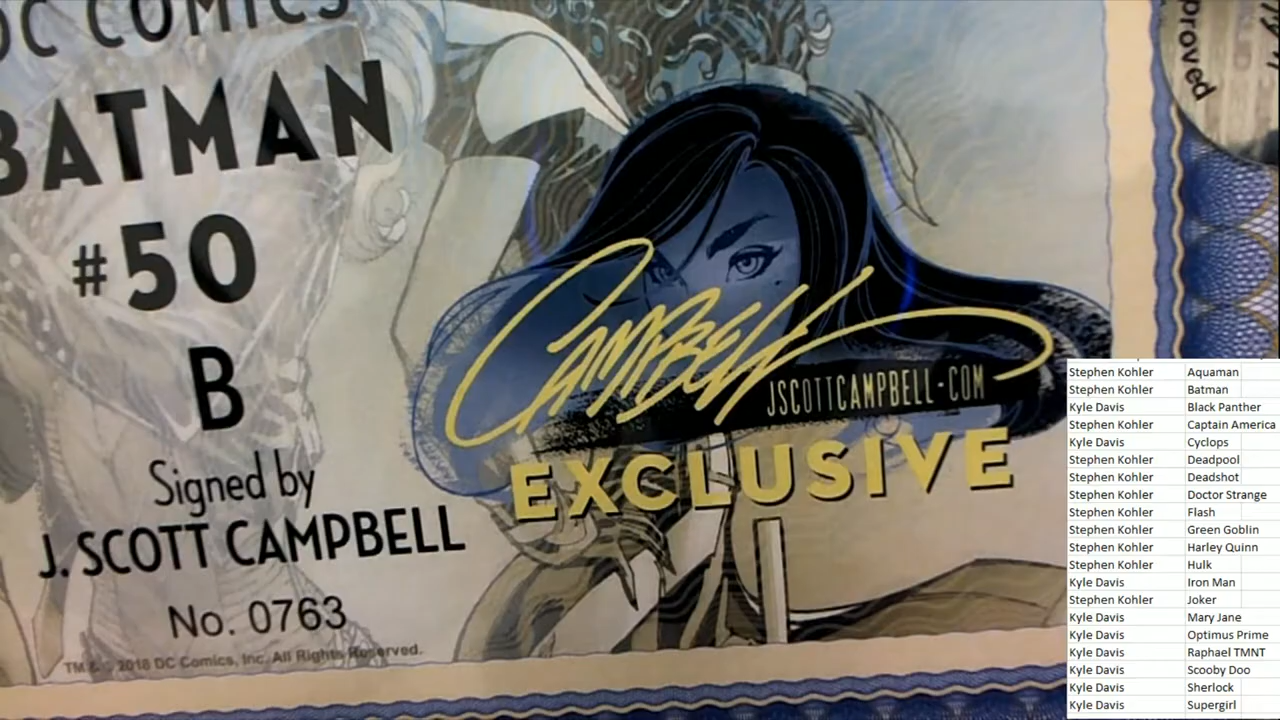 DC COMICS
BATMAN
#50
B
Signed by
J. SCOTT CAMPBELL
No. 0763
TM & © 2018 DC Comics, Inc. All Rights Reserved.
CAMPBELL
JSCOTTCAMPBELL.COM
EXCLUSIVE
proved
Stephen Kohler Aquaman
Stephen Kohler Batman
Kyle Davis Black Panther
Stephen Kohler Captain America
Kyle Davis Cyclops
Stephen Kohler Deadpool
Stephen Kohler Deadshot
Stephen Kohler Doctor Strange
Stephen Kohler Flash
Stephen Kohler Green Goblin
Stephen Kohler Harley Quinn
Stephen Kohler Hulk
Kyle Davis Iron Man
Stephen Kohler Joker
Kyle Davis Mary Jane
Kyle Davis Optimus Prime
Kyle Davis Raphael TMNT
Kyle Davis Scooby Doo
Kyle Davis Sherlock
Kyle Davis Supergirl